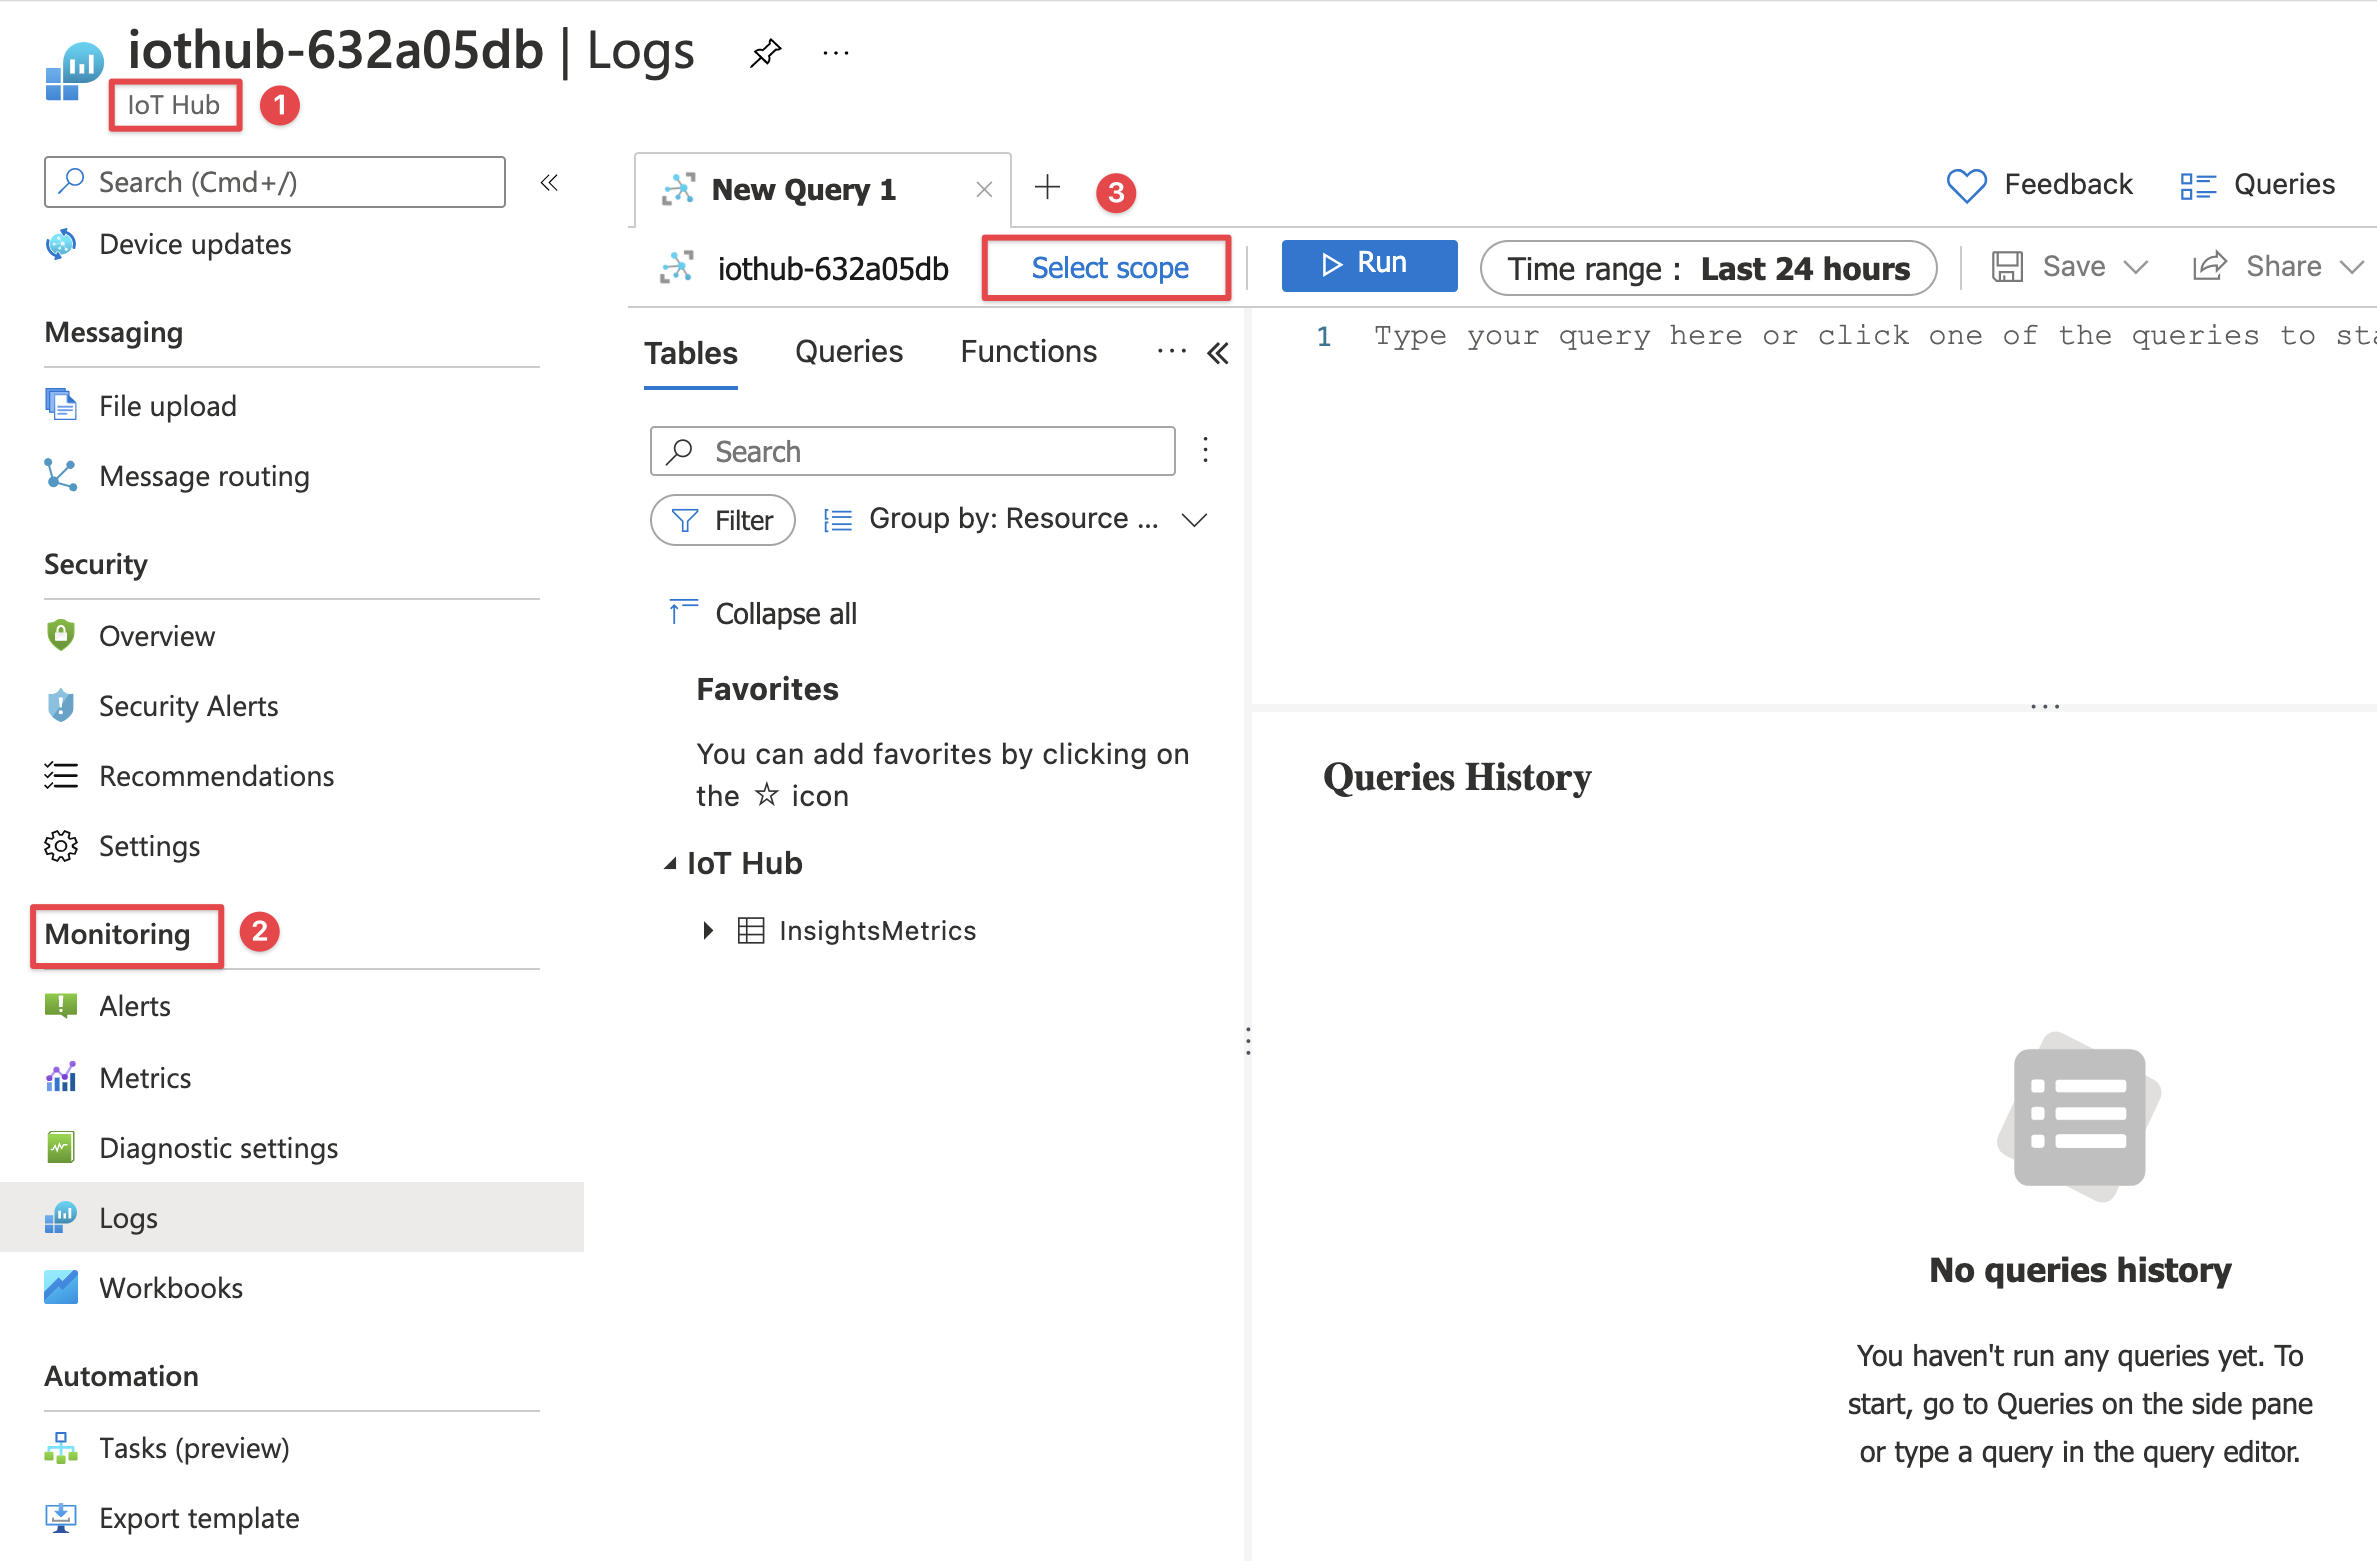 iothub-632a05db | Logs
IoT Hub
1
Search (Cmd+/)
Device updates
Messaging
File upload
Message routing
Security
Overview
Security Alerts
Recommendations
Settings
Monitoring
2
Alerts
Metrics
Diagnostic settings
Logs
Workbooks
Automation
Tasks (preview)
Export template
New Query 1
3
Feedback
Queries
iothub-632a05db
Select scope
Run
Time range : Last 24 hours
Save
Share
Tables
Queries
Functions
Search
Filter
Group by: Resource ...
Collapse all
Favorites
You can add favorites by clicking on
the ☆ icon
IoT Hub
InsightsMetrics
1 Type your query here or click one of the queries to sta
Queries History
No queries history
You haven't run any queries yet. To
start, go to Queries on the side pane
or type a query in the query editor.